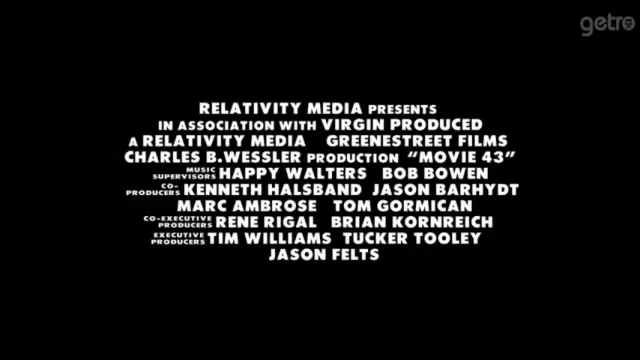 getro
RELATIVITY MEDIA PRESENTS
IN ASSOCIATION WITH VIRGIN PRODUCED
A RELATIVITY MEDIA GREENESTREET FILMS
CHARLES B.WESSLER PRODUCTION “MOVIE 43”
MUSIC SUPERVISORS HAPPY WALTERS BOB BOWEN
CO-PRODUCERS KENNETH HALSBAND JASON BARHYDT
MARC AMBROSE TOM GORMICAN
CO-EXECUTIVE PRODUCERS RENE RIGAL BRIAN KORNREICH
EXECUTIVE PRODUCERS TIM WILLIAMS TUCKER TOOLEY
JASON FELTS